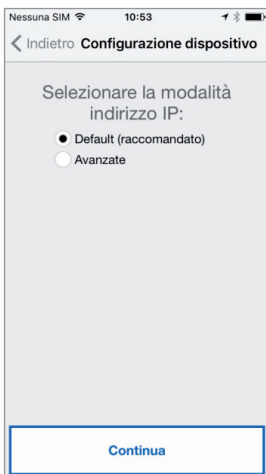 Nessuna SIM 10:53
Indietro Configurazione dispositivo
Selezionare la modalità
indirizzo IP:
Default (raccomandato)
Avanzate
Continua